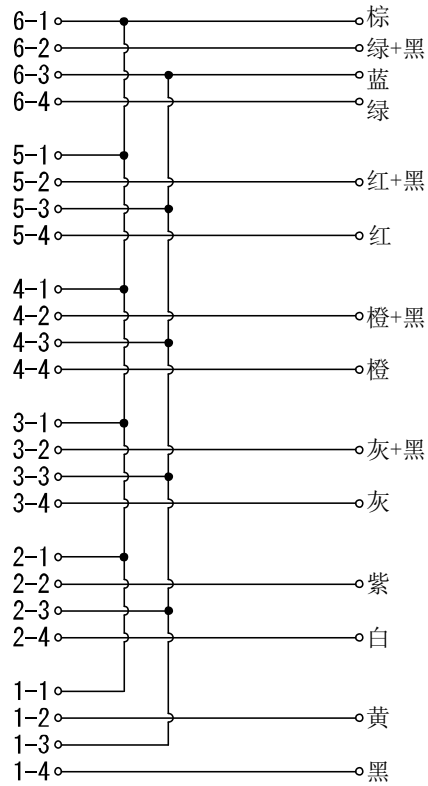 6-1 棕
6-2 绿+黑
6-3 蓝
6-4 绿
5-1
5-2 红+黑
5-3
5-4 红
4-1
4-2 橙+黑
4-3
4-4 橙
3-1
3-2 灰+黑
3-3
3-4 灰
2-1
2-2 紫
2-3
2-4 白
1-1
1-2 黄
1-3
1-4 黑